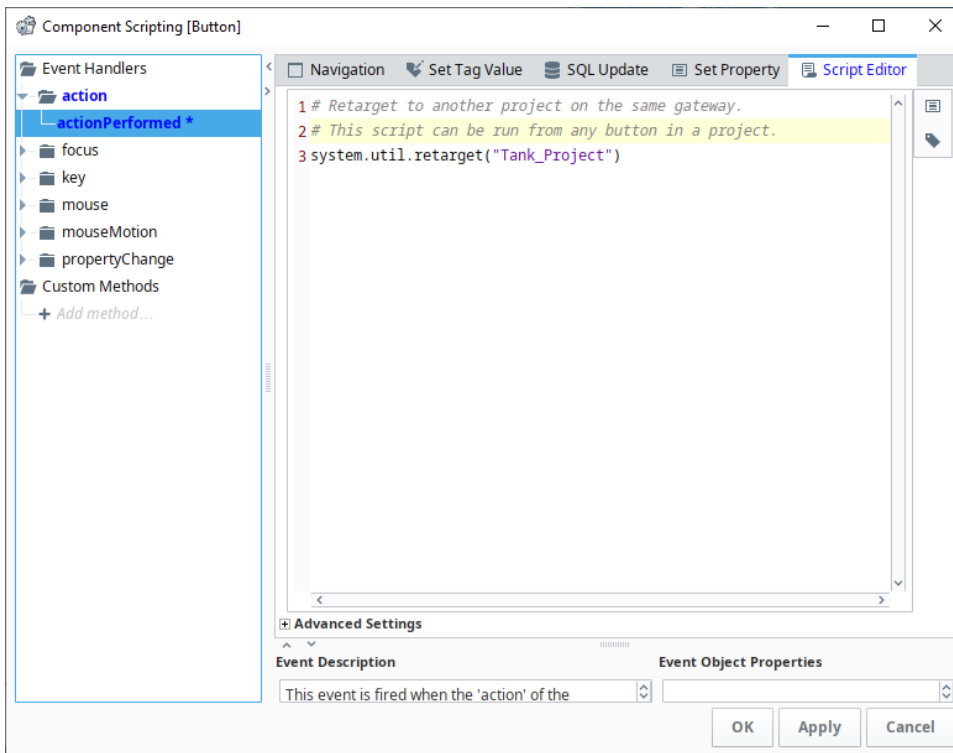 Component Scripting [Button]
Event Handlers
action
actionPerformed *
focus
key
mouse
mouseMotion
propertyChange
Custom Methods
Add method...
Navigation
Set Tag Value
SQL Update
Set Property
Script Editor
1 # Retarget to another project on the same gateway.
2 # This script can be run from any button in a project.
3 system.util.retarget("Tank_Project")
Advanced Settings
Event Description
This event is fired when the 'action' of the
Event Object Properties
OK
Apply
Cancel